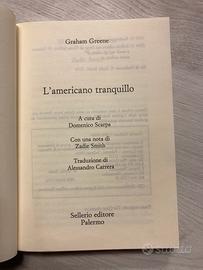 Graham Greene
L'americano tranquillo
A cura di
Domenico Scarpa
Con una nota di
Zadie Smith
Traduzione di
Alessandro Carrera
Sellerio editore
Palermo
subito